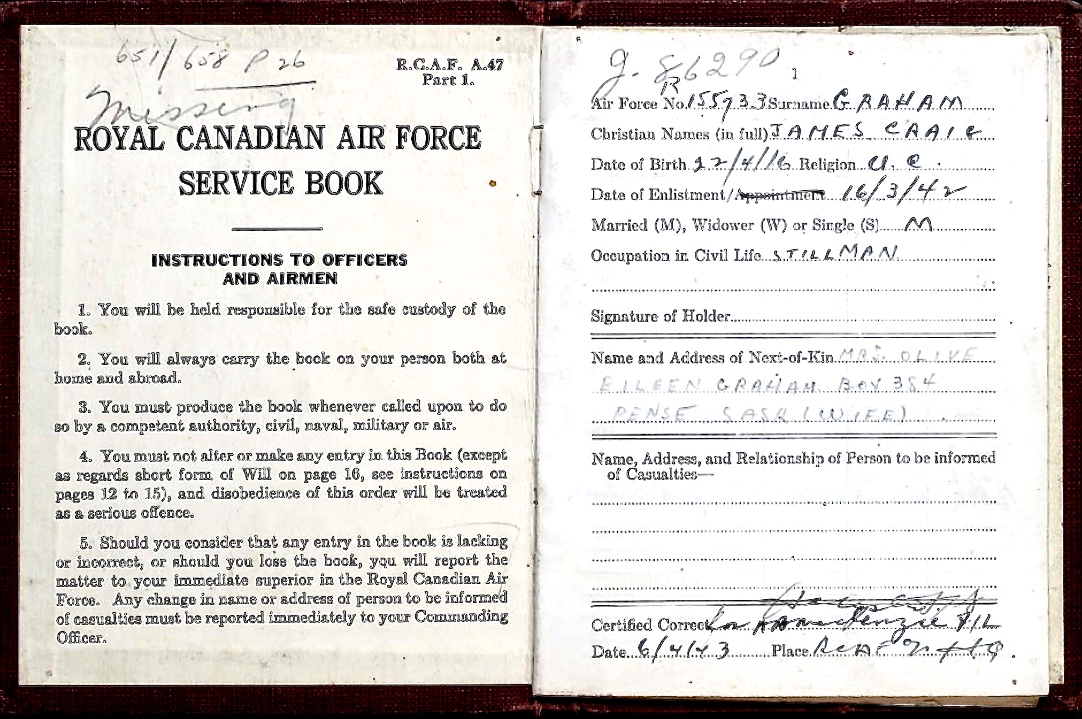 651/658 P 26
Missing
R.C.A.F. A.47
Part 1.
ROYAL CANADIAN AIR FORCE
SERVICE BOOK
INSTRUCTIONS TO OFFICERS
AND AIRMEN
1. You will be held responsible for the safe custody of the
book.
2. You will always carry the book on your person both at
home and abroad.
3. You must produce the book whenever called upon to do
so by a competent authority, civil, naval, military or air.
4. You must not alter or make any entry in this Book (except
as regards short form of Will on page 16, see instructions on
pages 12 to 15), and disobedience of this order will be treated
as a serious offence.
5. Should you consider that any entry in the book is lacking
or incorrect, or should you lose the book, you will report the
matter to your immediate superior in the Royal Canadian Air
Force. Any change in name or address of person to be informed
of casualties must be reported immediately to your Commanding
Officer.
J. 86290
1
Air Force No. R155933 Surname GRAHAM
Christian Names (in full) JAMES CRAIG
Date of Birth 22/4/16 Religion U.C.
Date of Enlistment/Appointment 16/3/42
Married (M), Widower (W) or Single (S) M
Occupation in Civil Life STILLMAN
Signature of Holder
Name and Address of Next-of-Kin MRS. OLIVE
EILEEN GRAHAM BOX 384
PENSE SASK (WIFE)
Name, Address, and Relationship of Person to be informed
of Casualties—
Certified Correct F/L
Date 6/4/43 Place RCAF